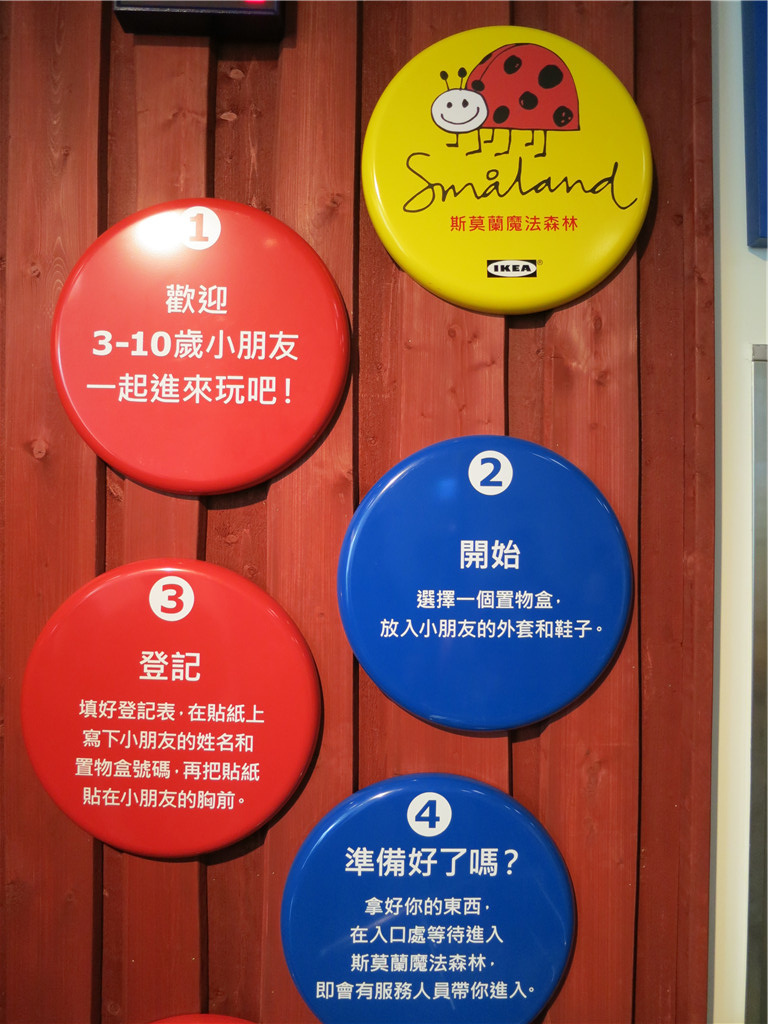 Småland
斯莫蘭魔法森林
IKEA®
1
歡迎
3-10歲小朋友
一起進來玩吧！
2
開始
選擇一個置物盒，
放入小朋友的外套和鞋子。
3
登記
填好登記表，在貼紙上
寫下小朋友的姓名和
置物盒號碼，再把貼紙
貼在小朋友的胸前。
4
準備好了嗎？
拿好你的東西，
在入口處等待進入
斯莫蘭魔法森林，
即會有服務人員帶你進入。